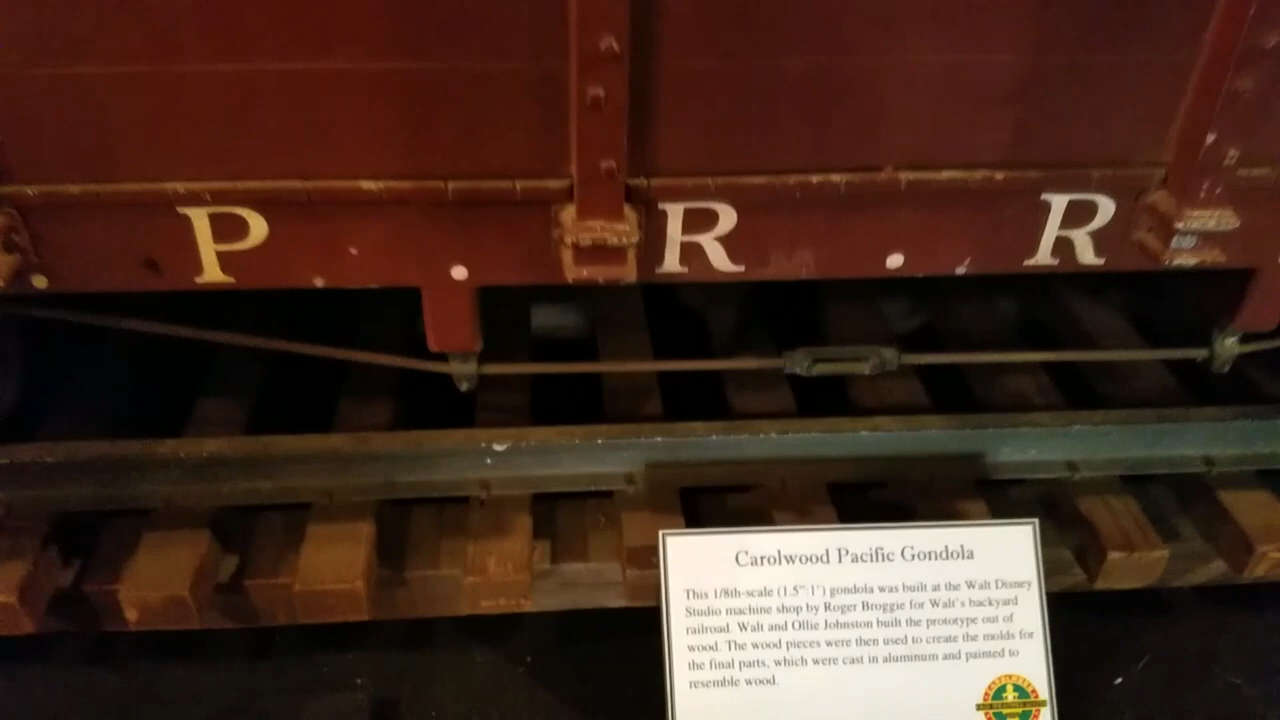 P R R
Carolwood Pacific Gondola
This 1/8th-scale (1.5":1') gondola was built at the Walt Disney
Studio machine shop by Roger Broggie for Walt's backyard
railroad. Walt and Ollie Johnston built the prototype out of
wood. The wood pieces were then used to create the molds for
the final parts, which were cast in aluminum and painted to
resemble wood.